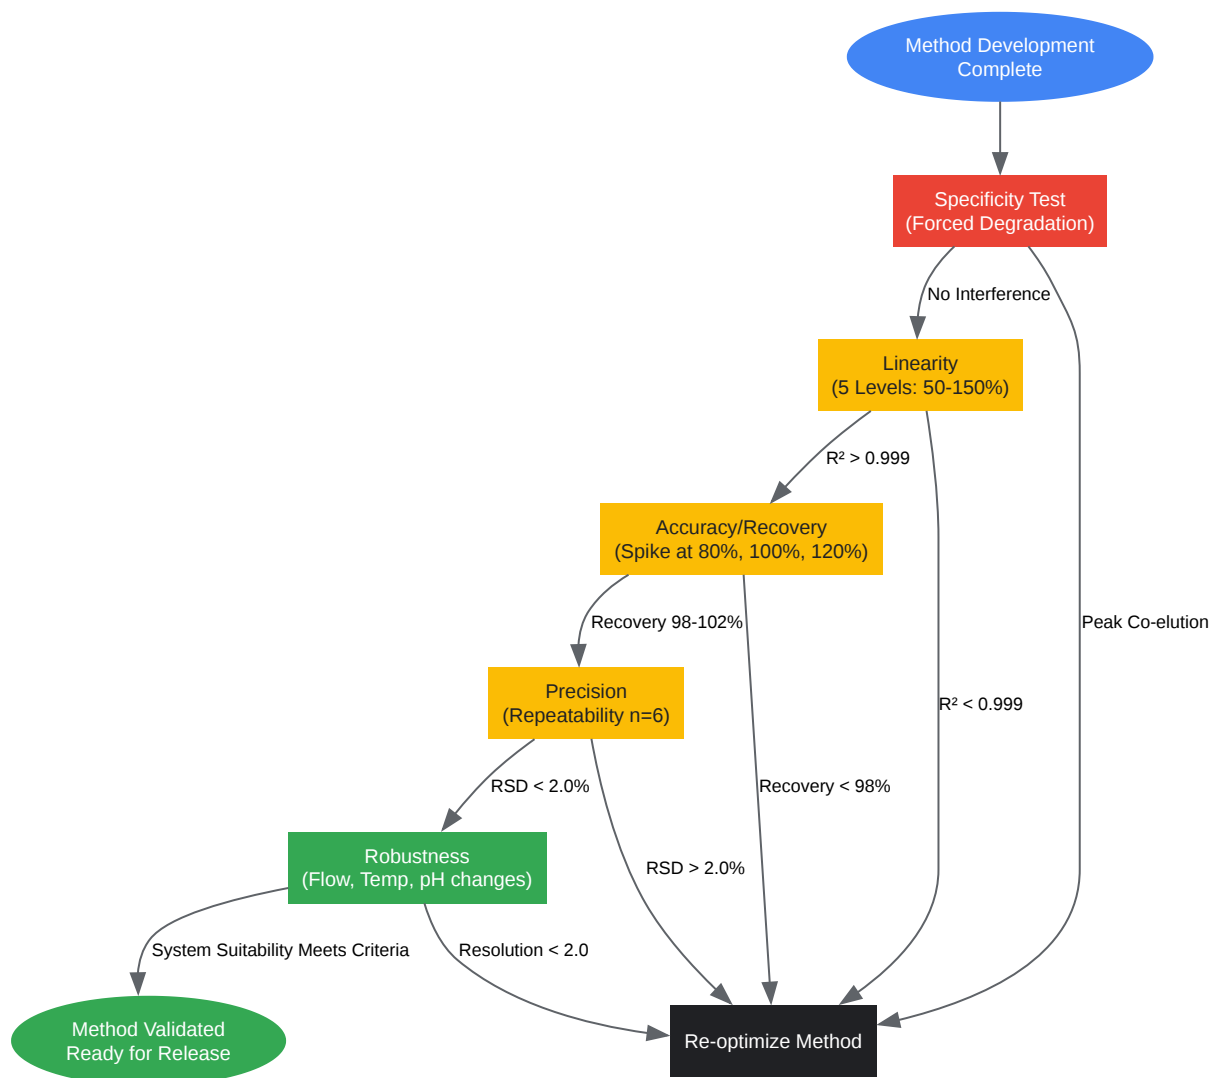 Method Development
Complete
Specificity Test
(Forced Degradation)
No Interference
Linearity
(5 Levels: 50-150%)
R² > 0.999
Accuracy/Recovery
(Spike at 80%, 100%, 120%)
Recovery 98-102%
Peak Co-elution
Precision
(Repeatability n=6)
R² < 0.999
RSD < 2.0%
Recovery < 98%
Robustness
(Flow, Temp, pH changes)
RSD > 2.0%
System Suitability Meets Criteria
Resolution < 2.0
Method Validated
Ready for Release
Re-optimize Method